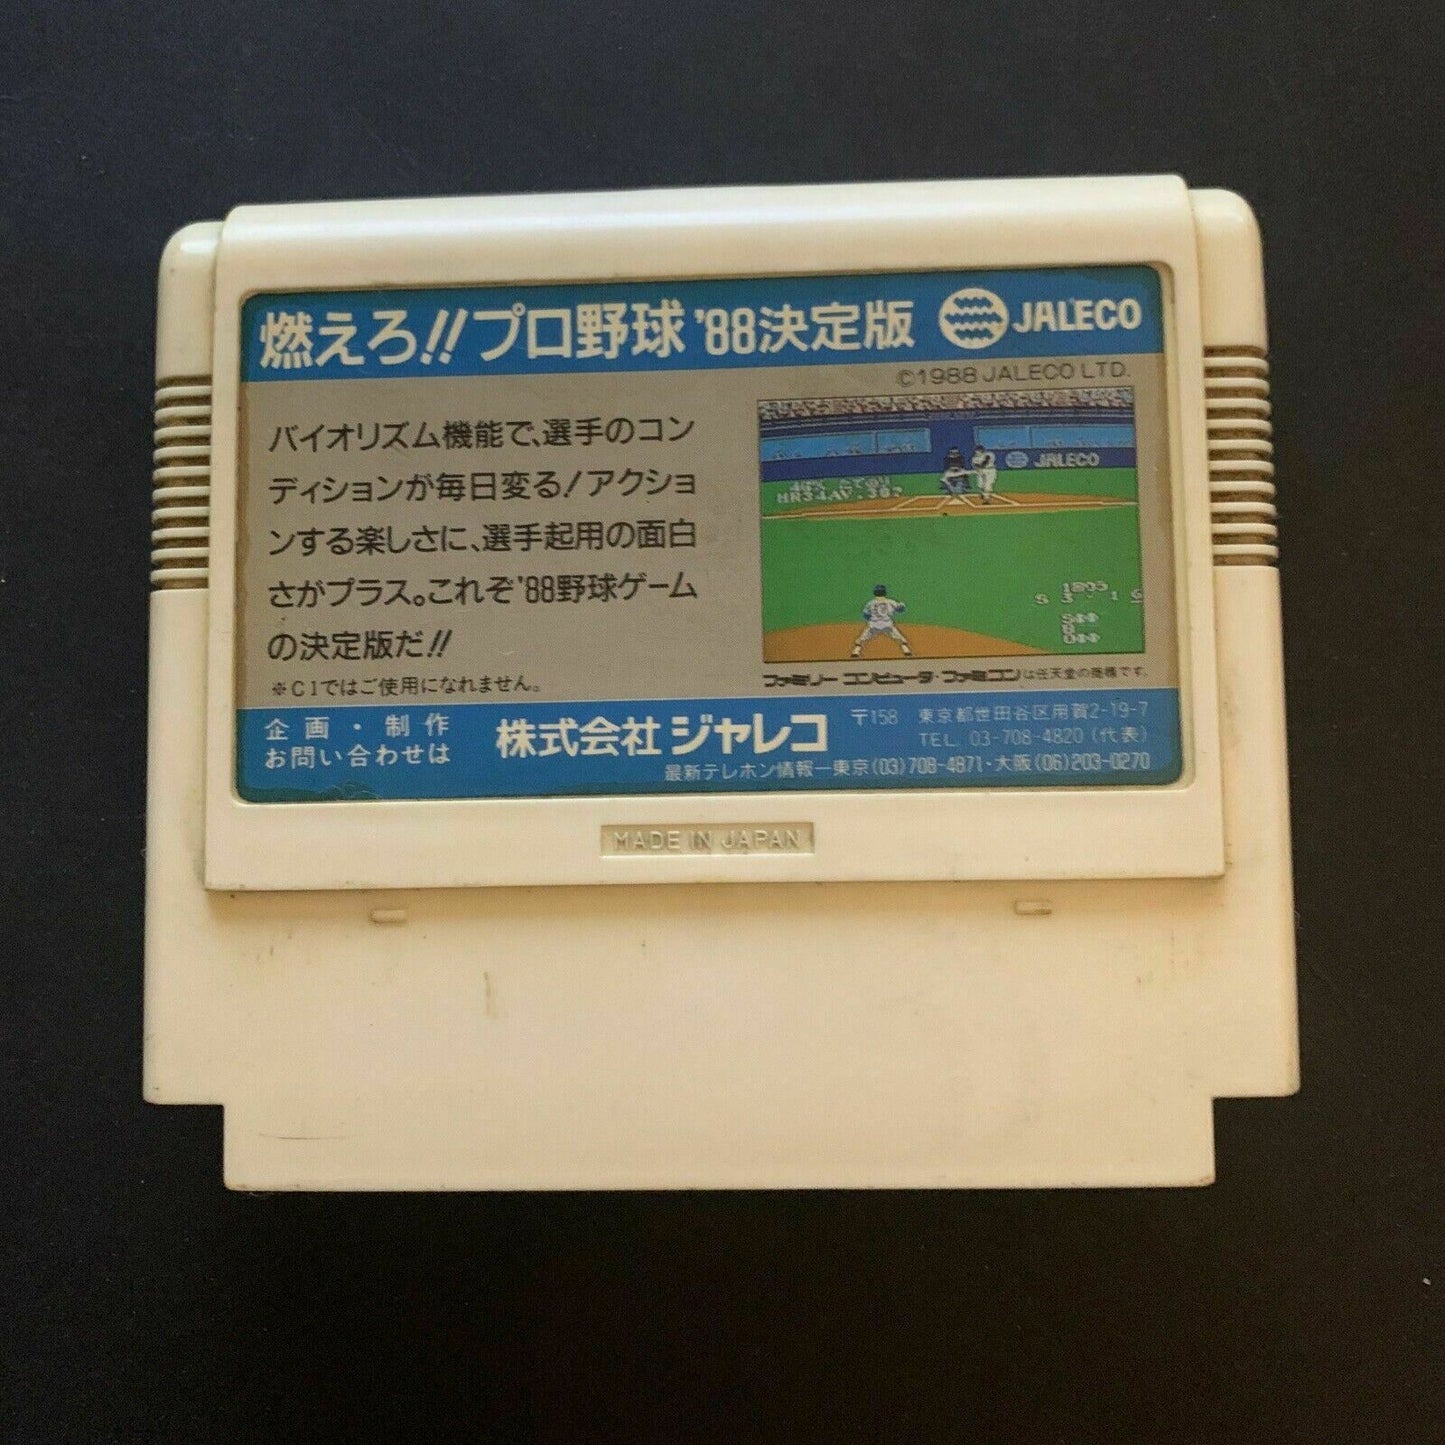 燃えろ!!プロ野球'88決定版 JALECO
©1988 JALECO LTD.
バイオリズム機能で、選手のコン
ディションが毎日変る!アクショ
ンする楽しさに、選手起用の面白
さがプラス。これぞ'88野球ゲーム
の決定版だ!!
※C1ではご使用になれません。
JALECO
HR34AV.
ファミリーコンピュータ・ファミコンは任天堂の商標です。
企画・制作
お問い合わせは
株式会社ジャレコ
〒158 東京都世田谷区用賀2-19-7
TEL. 03-708-4820 (代表)
最新テレホン情報—東京(03)708-4871・大阪(06)203-0270
MADE IN JAPAN